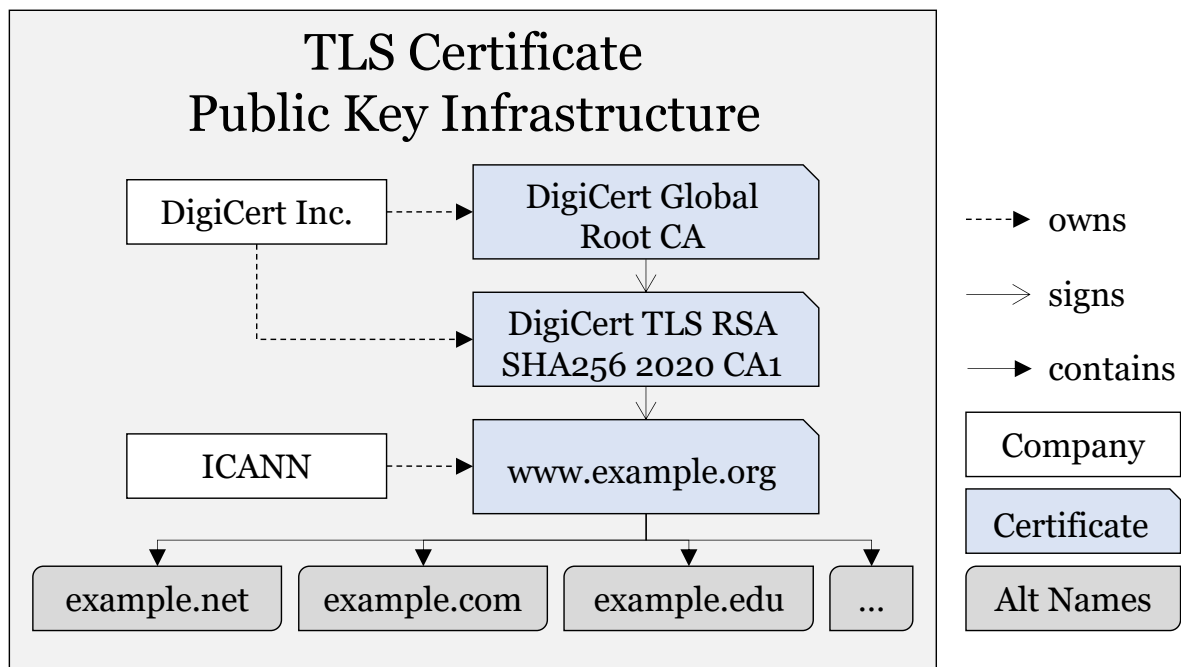 TLS Certificate
Public Key Infrastructure
DigiCert Inc.
DigiCert Global
Root CA
DigiCert TLS RSA
SHA256 2020 CA1
ICANN
www.example.org
example.net
example.com
example.edu
...
owns
signs
contains
Company
Certificate
Alt Names